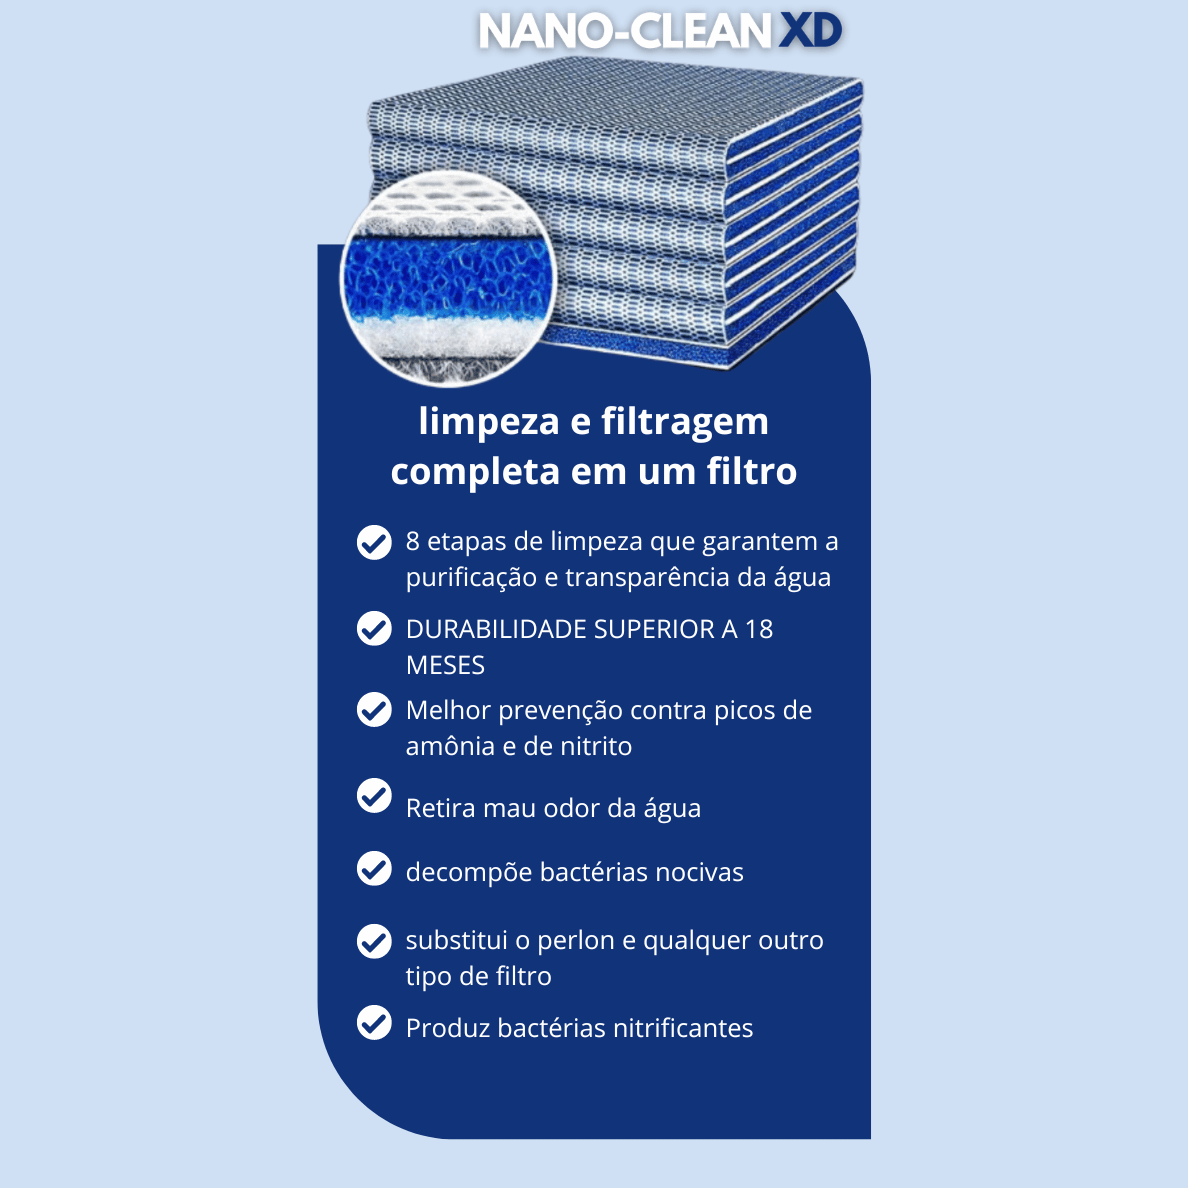 NANO-CLEAN XD
limpeza e filtragem
completa em um filtro
8 etapas de limpeza que garantem a
purificação e transparência da água
DURABILIDADE SUPERIOR A 18
MESES
Melhor prevenção contra picos de
amônia e de nitrito
Retira mau odor da água
decompõe bactérias nocivas
substitui o perlon e qualquer outro
tipo de filtro
Produz bactérias nitrificantes